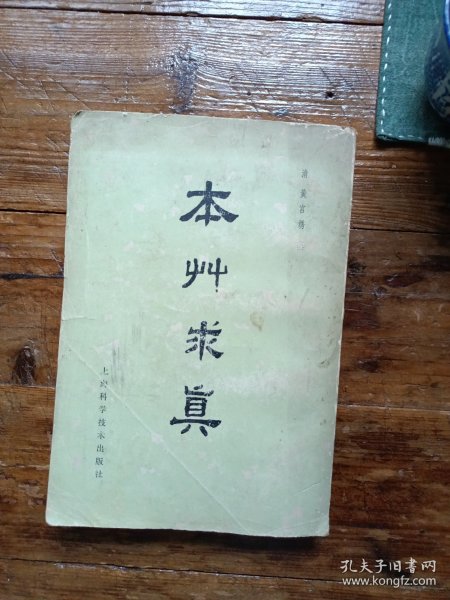 清 黄宫绣
本艸求真
上海科学技术出版社
孔夫子旧书网
www.kongfz.com